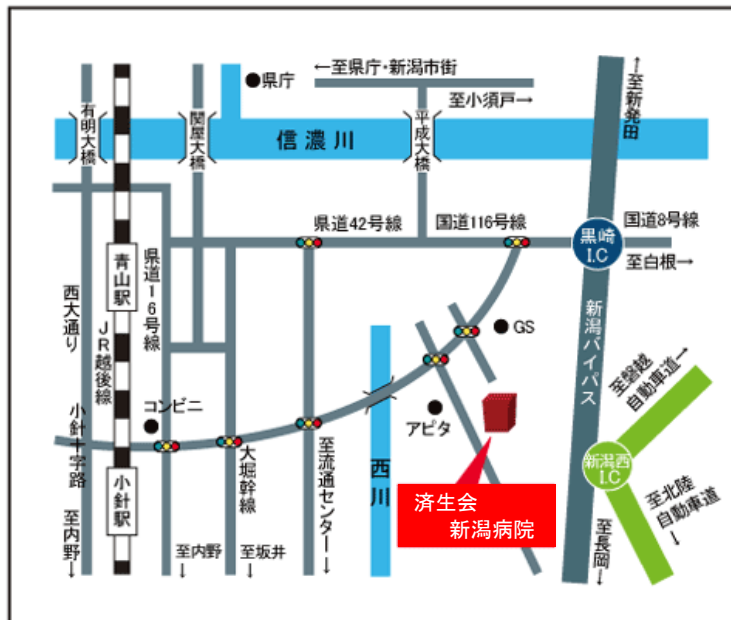 ←至県庁・新潟市街
県庁
至小須戸→
←至新発田
有明大橋
関屋大橋
平成大橋
信濃川
県道42号線
国道116号線
国道8号線
黒崎
I.C
至白根→
青山駅
県道16号線
西大通り
JR越後線
新潟バイパス
GS
至磐越
自動車道→
コンビニ
アピタ
小針十字路
大堀幹線
至流通センター→
西川
小針駅
新潟西
I.C
済生会
新潟病院
至北陸
自動車道
↓
至内野
↓
至内野
↓
至坂井
↓
至長岡
↓